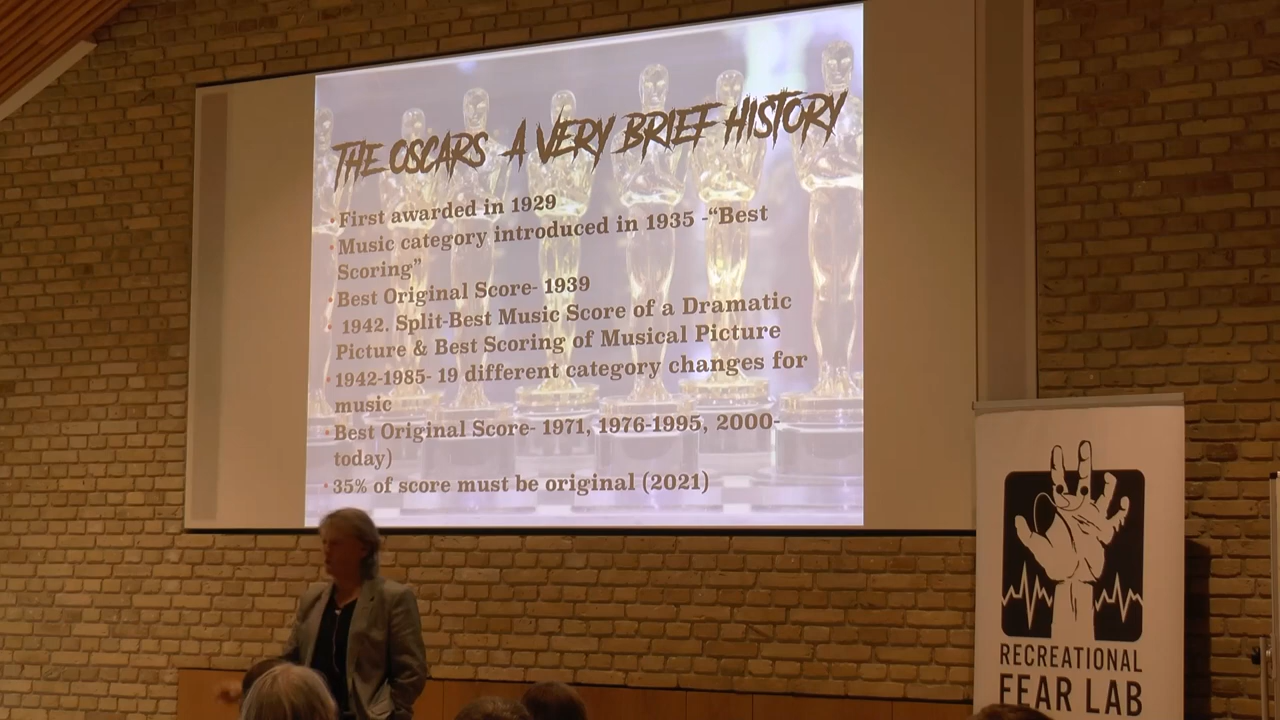 THE OSCARS A VERY BRIEF HISTORY
• First awarded in 1929
• Music category introduced in 1935 -“Best
Scoring”
• Best Original Score- 1939
• 1942. Split-Best Music Score of a Dramatic
Picture & Best Scoring of Musical Picture
• 1942-1985- 19 different category changes for
music
• Best Original Score- 1971, 1976-1995, 2000-
today)
• 35% of score must be original (2021)
RECREATIONAL
FEAR LAB